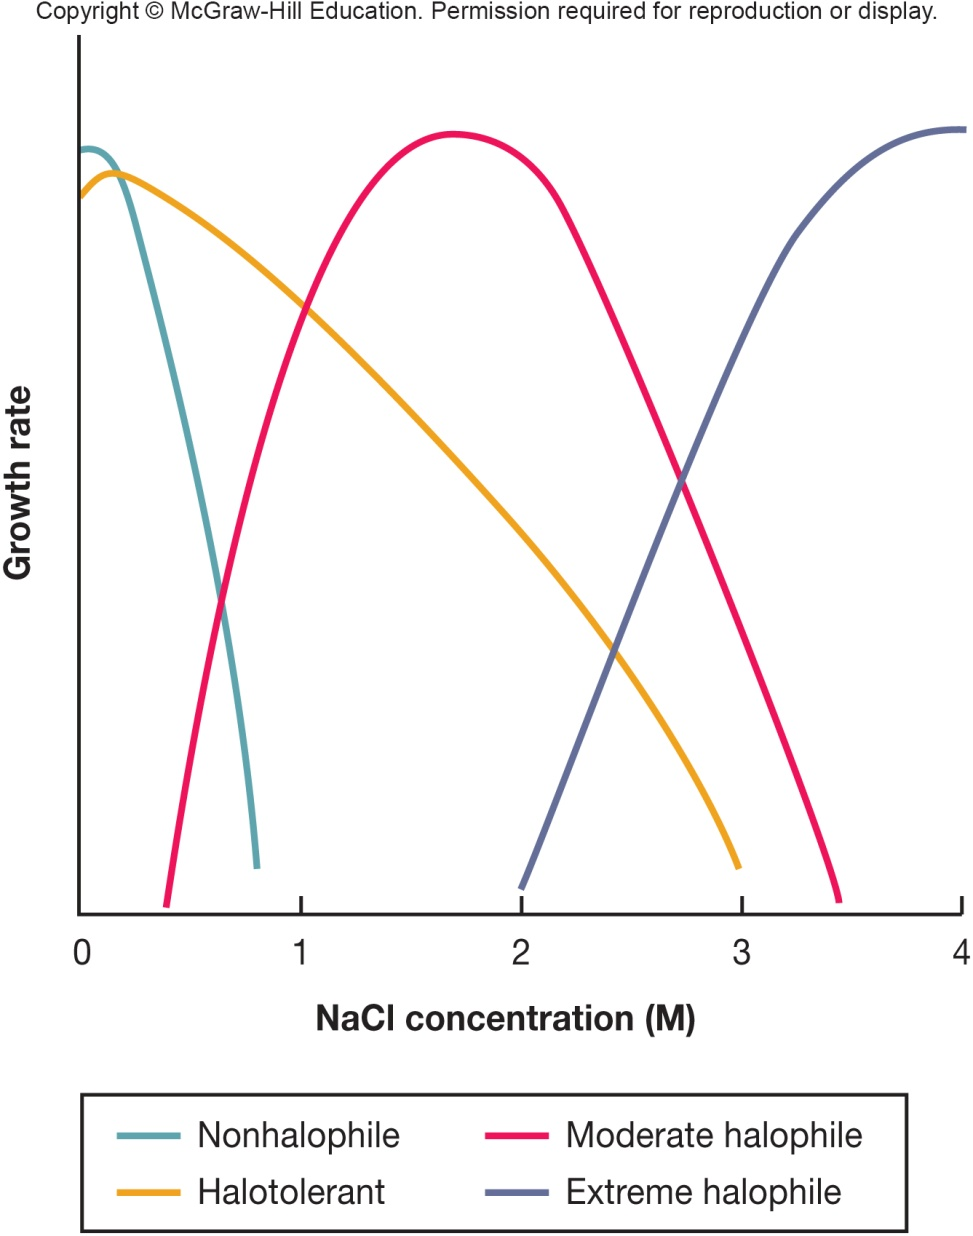 Copyright © McGraw-Hill Education. Permission required for reproduction or display.
Growth rate
0 1 2 3 4
NaCl concentration (M)
Nonhalophile Moderate halophile
Halotolerant Extreme halophile